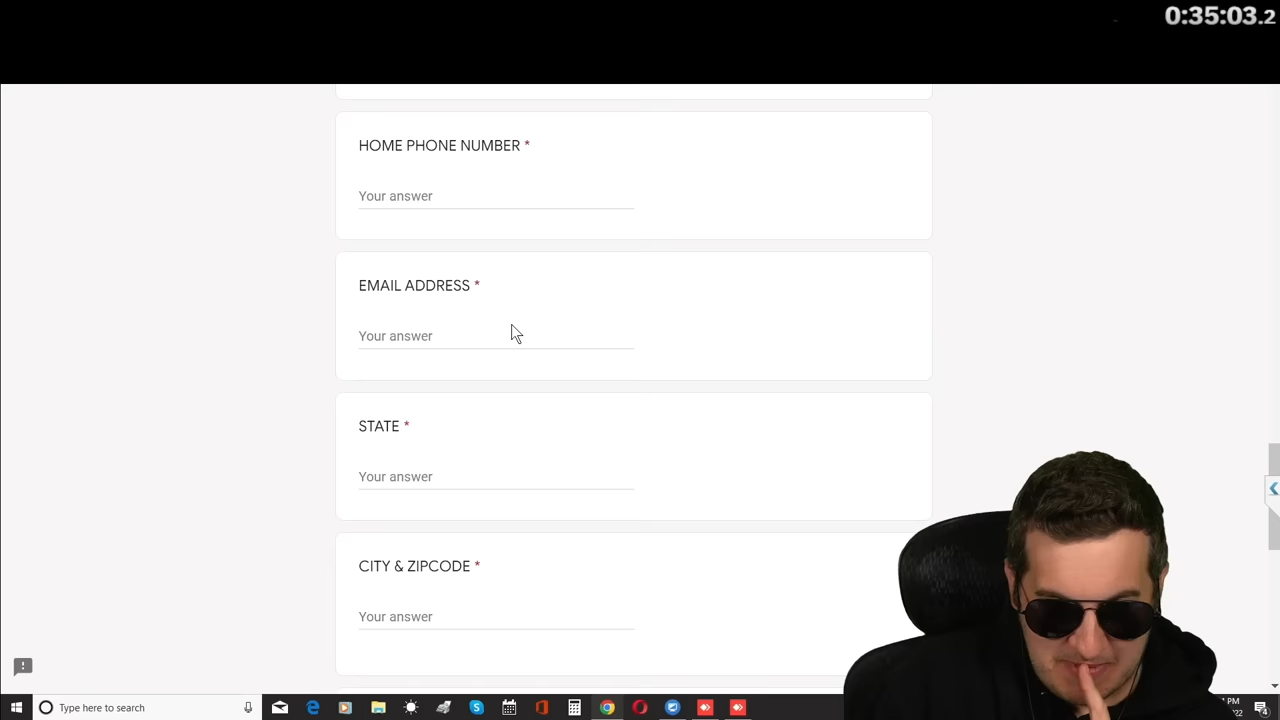 0:35:03.2
HOME PHONE NUMBER *
Your answer
EMAIL ADDRESS *
Your answer
STATE *
Your answer
CITY & ZIPCODE *
Your answer
Type here to search